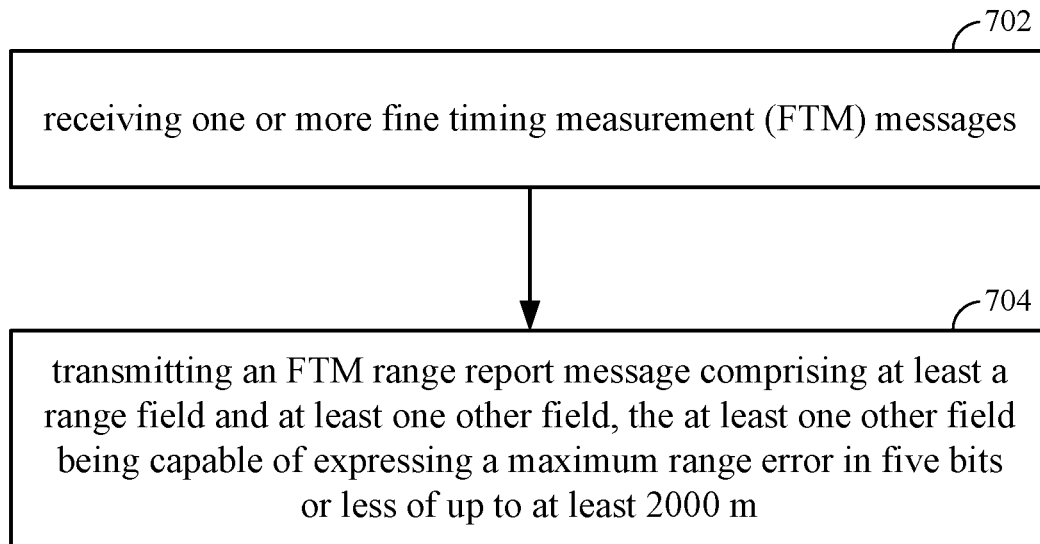 702
receiving one or more fine timing measurement (FTM) messages
704
transmitting an FTM range report message comprising at least a
range field and at least one other field, the at least one other field
being capable of expressing a maximum range error in five bits
or less of up to at least 2000 m